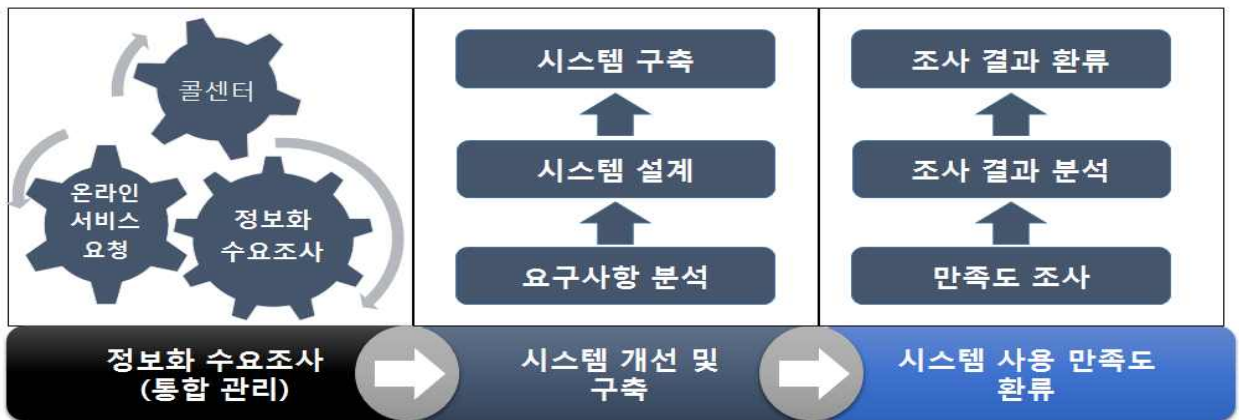 콜센터
온라인
서비스
요청
정보화
수요조사
시스템 구축
시스템 설계
요구사항 분석
조사 결과 환류
조사 결과 분석
만족도 조사
정보화 수요조사
(통합 관리)
시스템 개선 및
구축
시스템 사용 만족도
환류